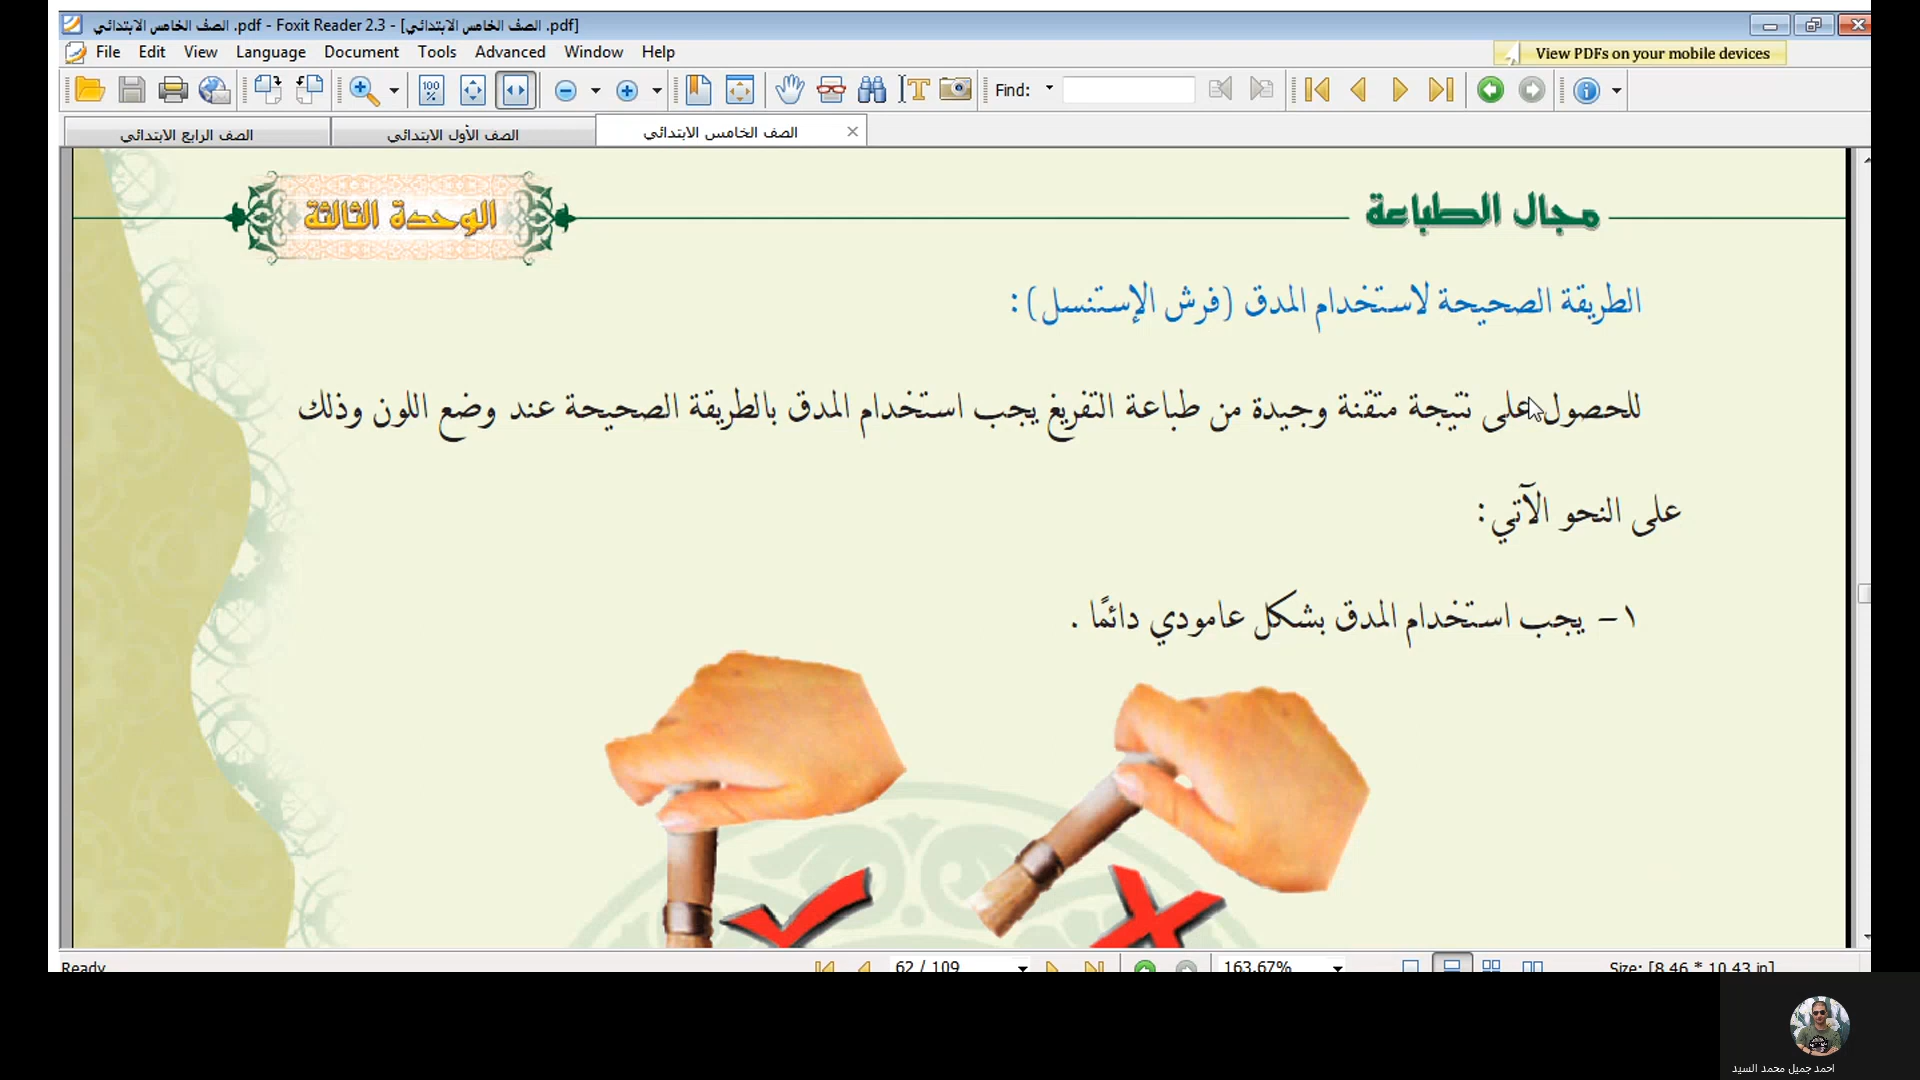 الصف الخامس الابتدائي .pdf - Foxit Reader 2.3 - [الصف الخامس الابتدائي .pdf]
File Edit View Language Document Tools Advanced Window Help
View PDFs on your mobile devices
100 %
Find:
الصف الرابع الابتدائي
الصف الأول الابتدائي
الصف الخامس الابتدائي
مجال الطباعة
الوحدة الثالثة
الطريقة الصحيحة لاستخدام المدق (فرش الإستنسل) :
للحصول على نتيجة متقنة وجيدة من طباعة التفريغ يجب استخدام المدق بالطريقة الصحيحة عند وضع اللون وذلك
على النحو الآتي :
١- يجب استخدام المدق بشكل عامودي دائمًا .
Ready
62 / 109
163.67%
Size: [8.46 * 10.43 in]
احمد جميل محمد السيد